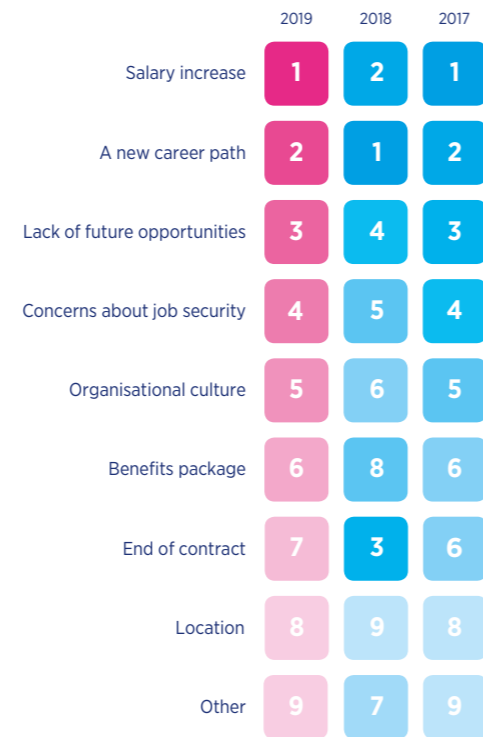 2019 2018 2017
Salary increase 1 2 1
A new career path 2 1 2
Lack of future opportunities 3 4 3
Concerns about job security 4 5 4
Organisational culture 5 6 5
Benefits package 6 8 6
End of contract 7 3 6
Location 8 9 8
Other 9 7 9